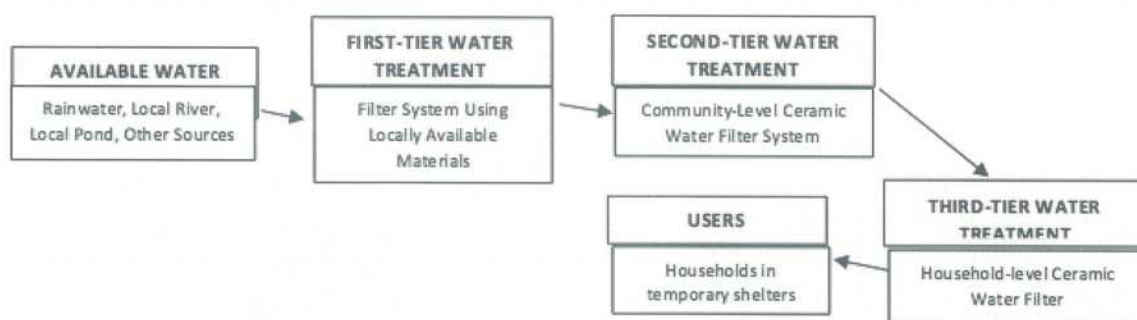 AVAILABLE WATER
Rainwater, Local River,
Local Pond, Other Sources
FIRST-TIER WATER
TREATMENT
Filter System Using
Locally Available
Materials
SECOND-TIER WATER
TREATMENT
Community-Level Ceramic
Water Filter System
THIRD-TIER WATER
TREATMENT
Household-level Ceramic
Water Filter
USERS
Households in
temporary shelters